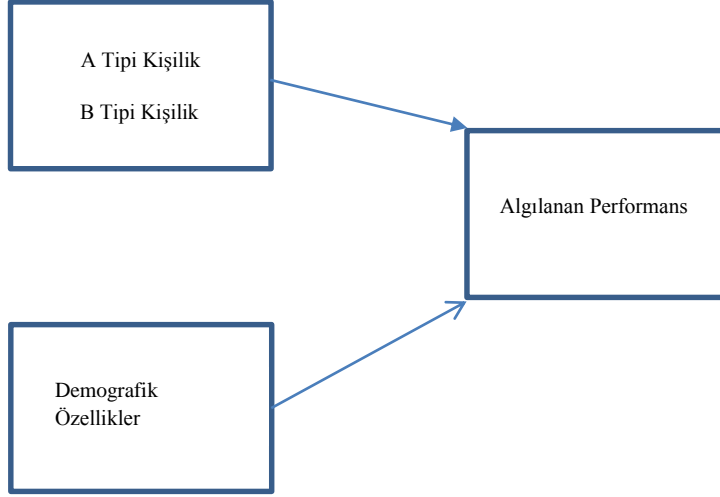 A Tipi Kişilik
B Tipi Kişilik
Algılanan Performans
Demografik
Özellikler